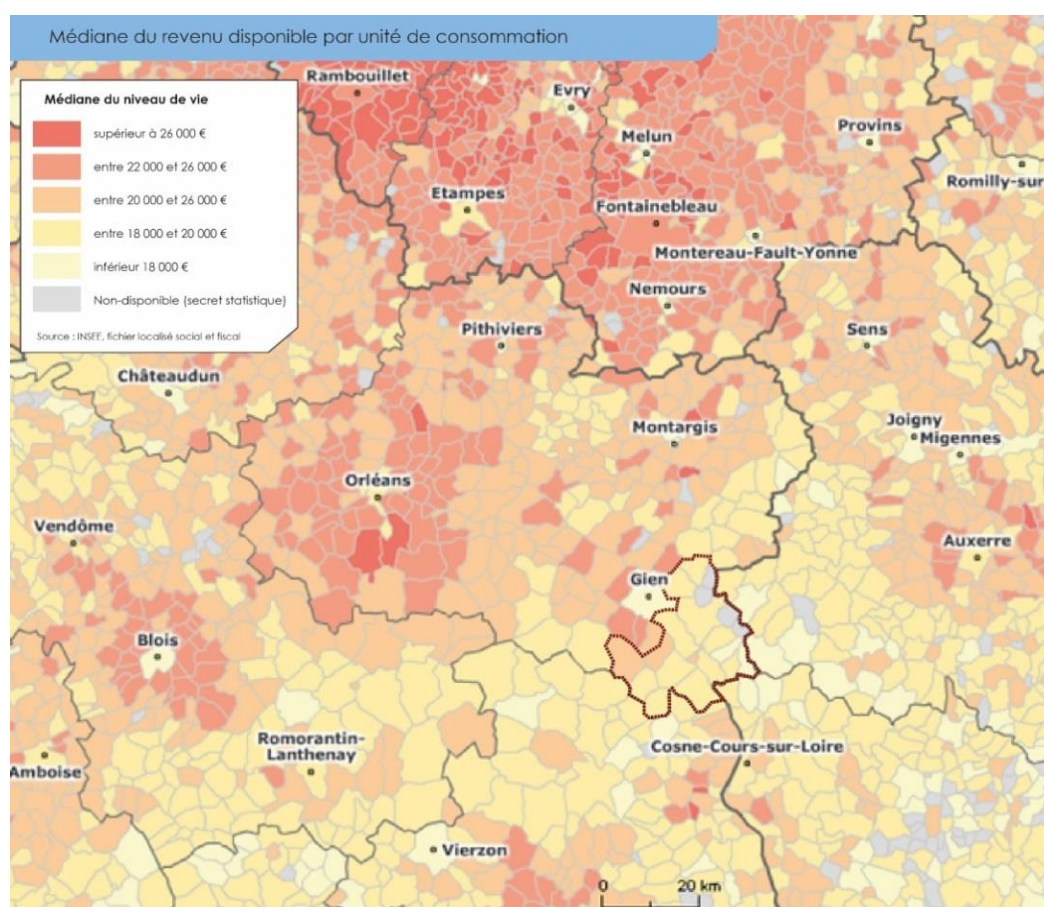 Médiane du revenu disponible par unité de consommation
Médiane du niveau de vie
supérieur à 26 000 €
entre 22 000 et 26 000 €
entre 20 000 et 26 000 €
entre 18 000 et 20 000 €
inférieur 18 000 €
Non-disponible (secret statistique)
Source : INSEE, fichier localisé social et fiscal
Rambouillet
Evry
Melun
Provins
Romilly-sur
Etampes
Fontainebleau
Montereau-Fault-Yonne
Nemours
Pithiviers
Sens
Châteaudun
Montargis
Joigny
Migennes
Orléans
Vendôme
Auxerre
Gien
Blois
Romorantin-
Lanthenay
Cosne-Cours-sur-Loire
Amboise
Vierzon
0 20 km